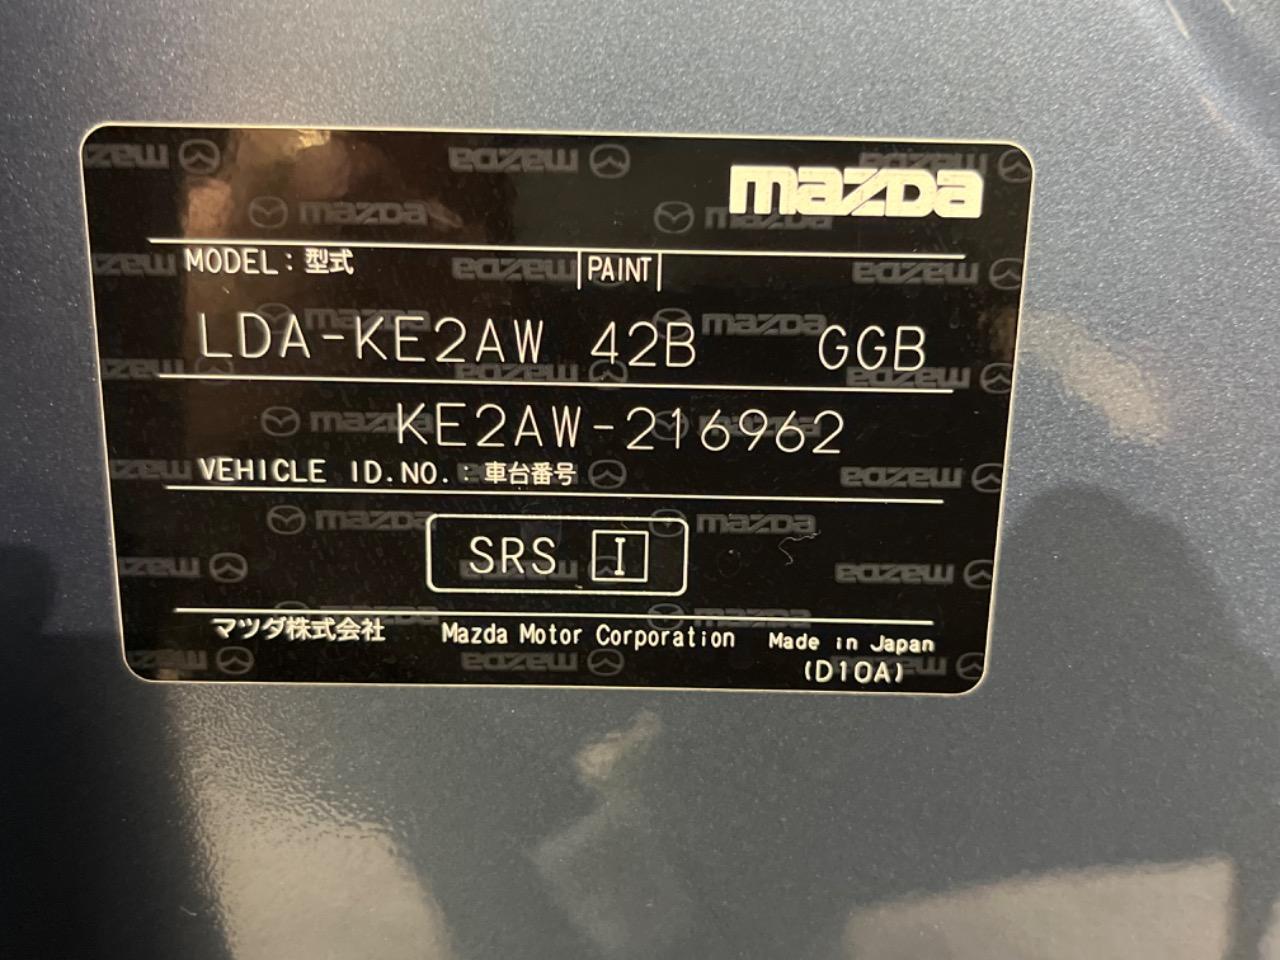 mazda
MODEL : 型式 PAINT
LDA-KE2AW 42B GGB
KE2AW-216962
VEHICLE ID.NO. : 車台番号
SRS I
マツダ株式会社 Mazda Motor Corporation Made in Japan
(D10A)